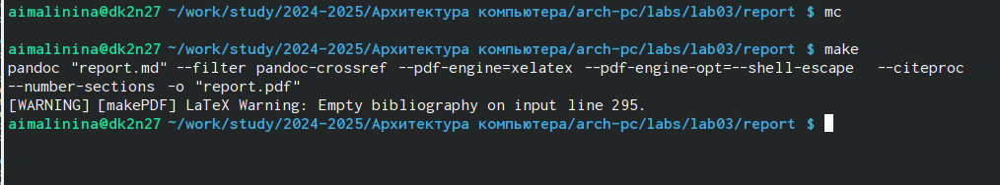 aimalinina@dk2n27 ~/work/study/2024-2025/Архитектура компьютера/arch-pc/labs/lab03/report $ mc
aimalinina@dk2n27 ~/work/study/2024-2025/Архитектура компьютера/arch-pc/labs/lab03/report $ make
pandoc "report.md" --filter pandoc-crossref --pdf-engine=xelatex --pdf-engine-opt=--shell-escape  --citeproc
--number-sections -o "report.pdf"
[WARNING] [makePDF] LaTeX Warning: Empty bibliography on input line 295.
aimalinina@dk2n27 ~/work/study/2024-2025/Архитектура компьютера/arch-pc/labs/lab03/report $